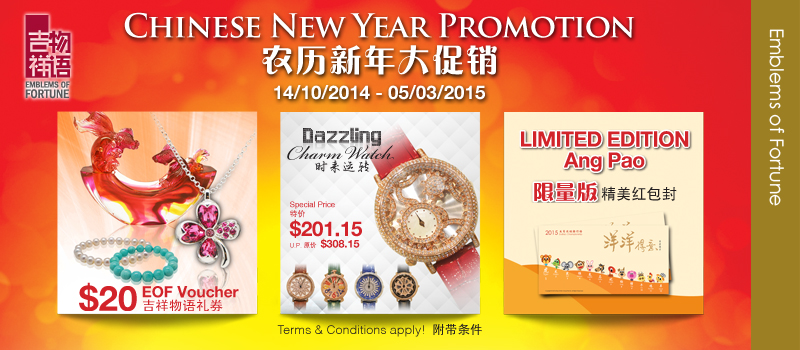 吉祥物语
EMBLEMS OF
FORTUNE
CHINESE NEW YEAR PROMOTION
农历新年大促销
14/10/2014 - 05/03/2015
$20 EOF Voucher
吉祥物语礼券
Dazzling
Charm Watch
时来运转
Special Price
特价
$201.15
U.P. 原价 $308.15
LIMITED EDITION
Ang Pao
限量版 精美红包封
2015
洋洋得意
Terms & Conditions apply! 附带条件
Emblems of Fortune